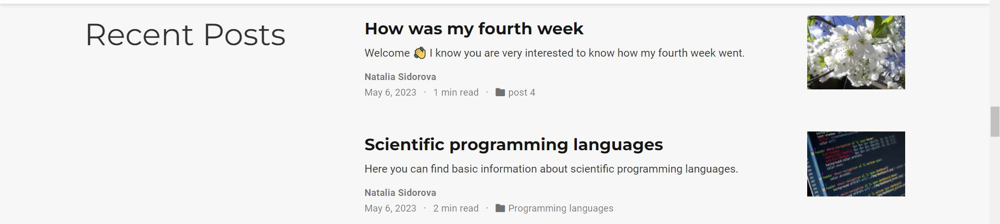 Recent Posts
How was my fourth week
Welcome 👋 I know you are very interested to know how my fourth week went.
Natalia Sidorova
May 6, 2023 · 1 min read · post 4
Scientific programming languages
Here you can find basic information about scientific programming languages.
Natalia Sidorova
May 6, 2023 · 2 min read · Programming languages